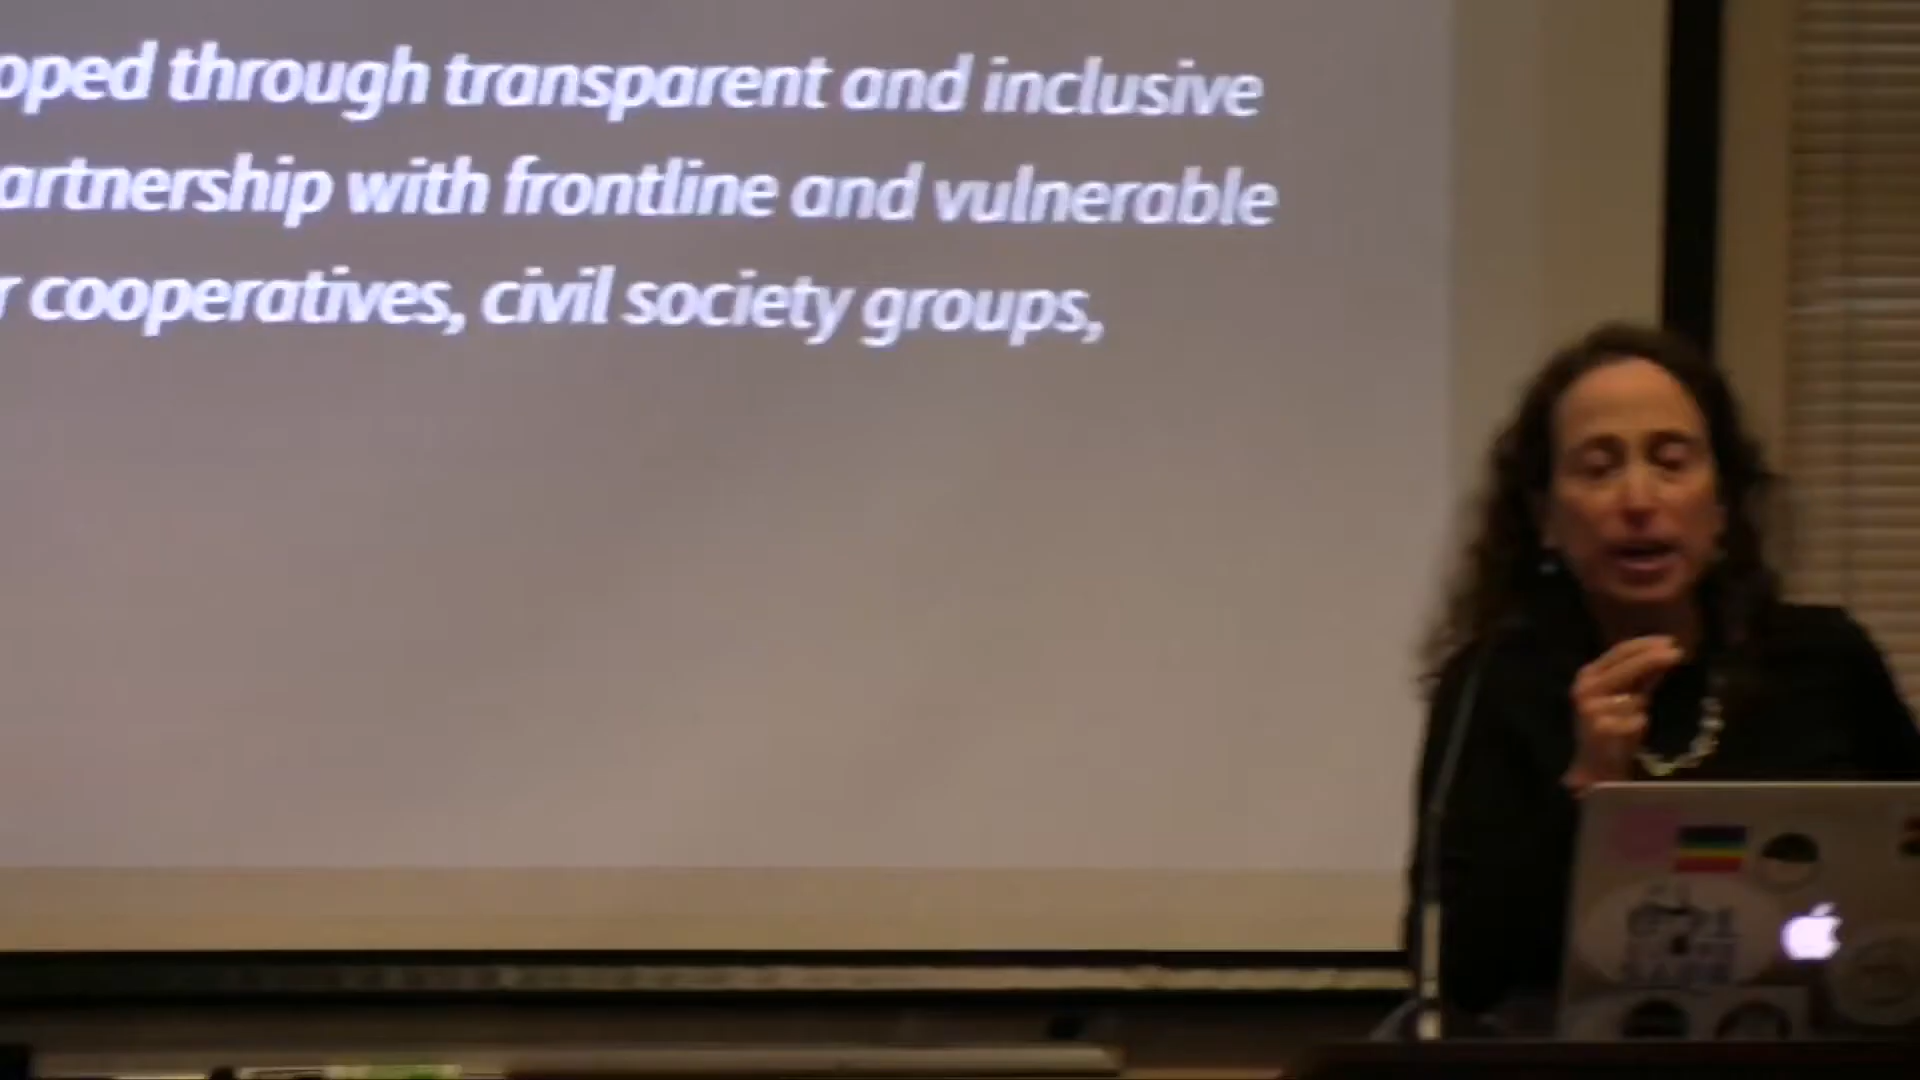 oped through transparent and inclusive
artnership with frontline and vulnerable
r cooperatives, civil society groups,